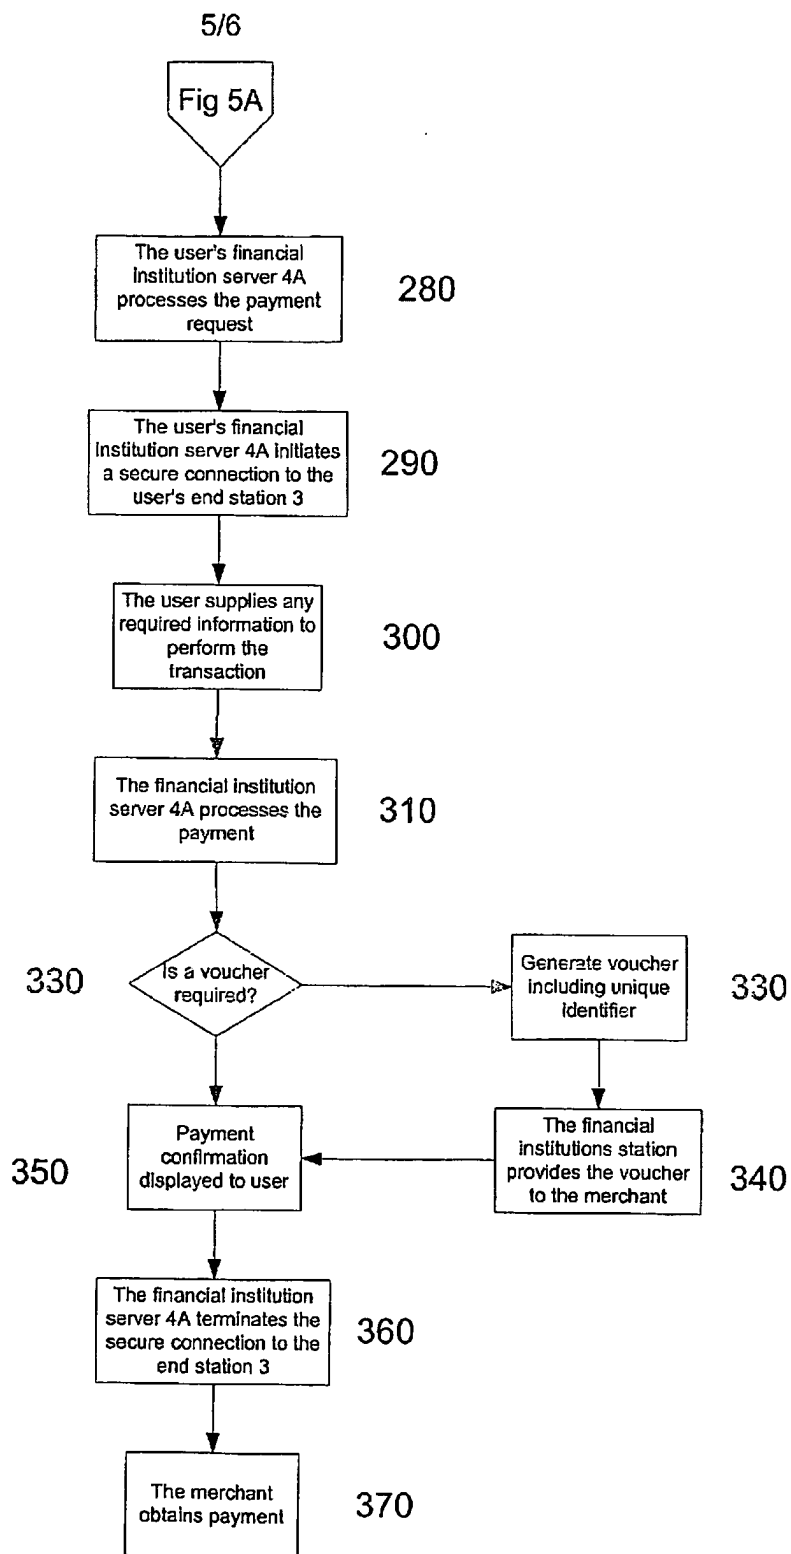 5/6
Fig 5A
The user's financial
institution server 4A
processes the payment
request
280
The user's financial
institution server 4A initiates
a secure connection to the
user's end station 3
290
The user supplies any
required information to
perform the
transaction
300
The financial institution
server 4A processes the
payment
310
330
Is a voucher
required?
Generate voucher
including unique
identifier
330
350
Payment
confirmation
displayed to user
The financial
institutions station
provides the voucher
to the merchant
340
The financial institution
server 4A terminates the
secure connection to the
end station 3
360
The merchant
obtains payment
370